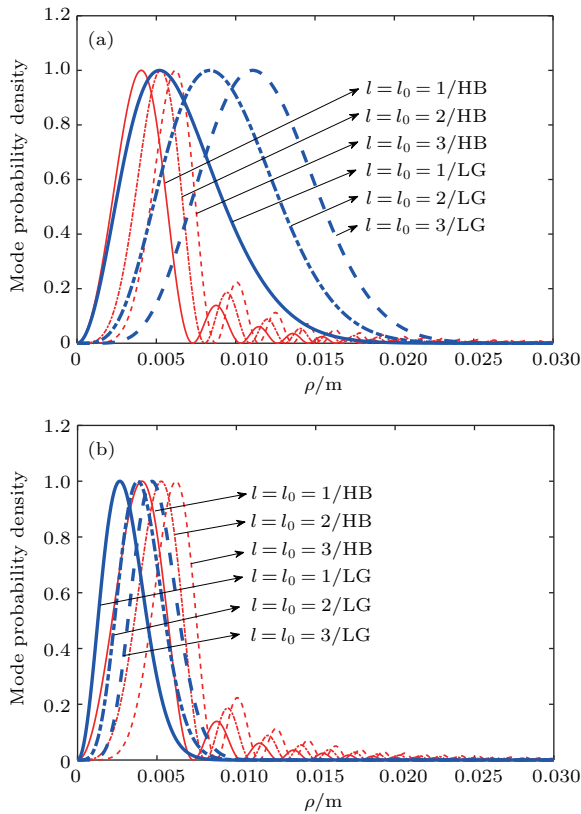 (a)
Mode probability density
1.2
1.0
0.8
0.6
0.4
0.2
0
l = l₀ = 1/HB
l = l₀ = 2/HB
l = l₀ = 3/HB
l = l₀ = 1/LG
l = l₀ = 2/LG
l = l₀ = 3/LG
0 0.005 0.010 0.015 0.020 0.025 0.030
ρ/m
(b)
Mode probability density
1.2
1.0
0.8
0.6
0.4
0.2
0
l = l₀ = 1/HB
l = l₀ = 2/HB
l = l₀ = 3/HB
l = l₀ = 1/LG
l = l₀ = 2/LG
l = l₀ = 3/LG
0 0.005 0.010 0.015 0.020 0.025 0.030
ρ/m